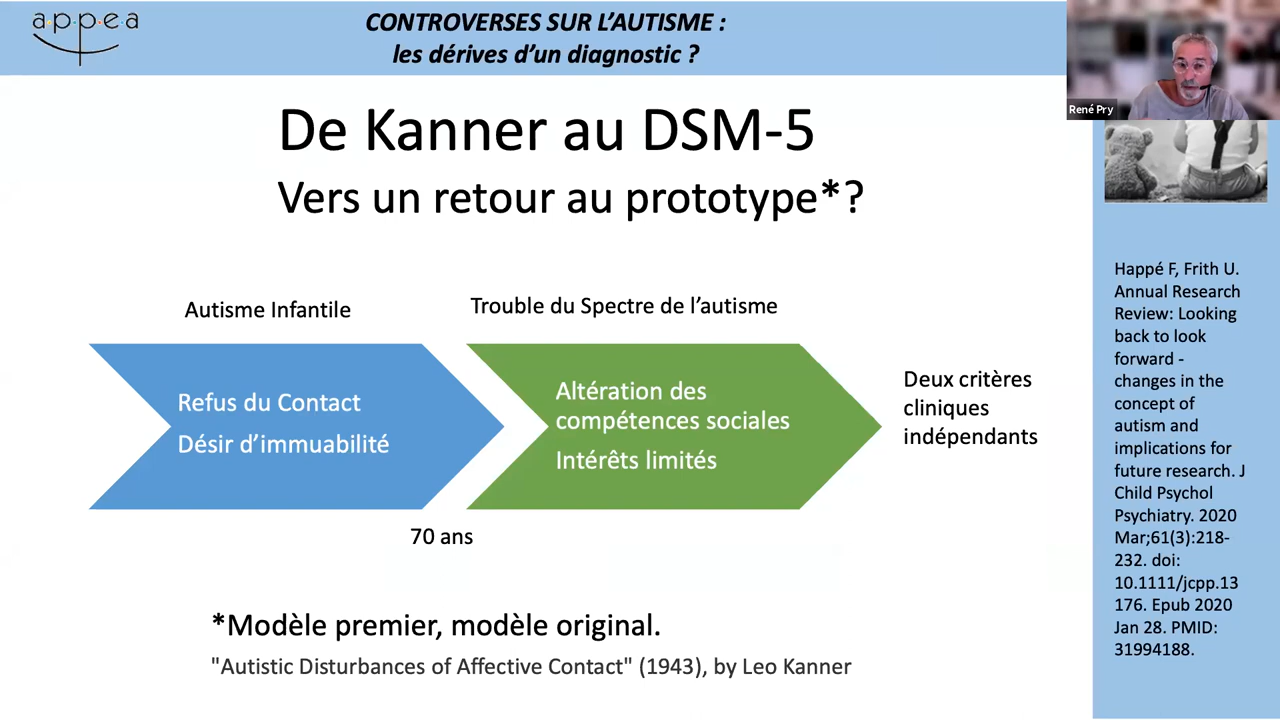 a·p·p·e·a
CONTROVERSES SUR L’AUTISME :
les dérives d’un diagnostic ?
René Pry
De Kanner au DSM-5
Vers un retour au prototype*?
Autisme Infantile
Refus du Contact
Désir d’immuabilité
Trouble du Spectre de l’autisme
Altération des
compétences sociales
Intérêts limités
Deux critères
cliniques
indépendants
70 ans
*Modèle premier, modèle original.
"Autistic Disturbances of Affective Contact" (1943), by Leo Kanner
Happé F, Frith U.
Annual Research
Review: Looking
back to look
forward -
changes in the
concept of
autism and
implications for
future research. J
Child Psychol
Psychiatry. 2020
Mar;61(3):218-
232. doi:
10.1111/jcpp.13
176. Epub 2020
Jan 28. PMID:
31994188.